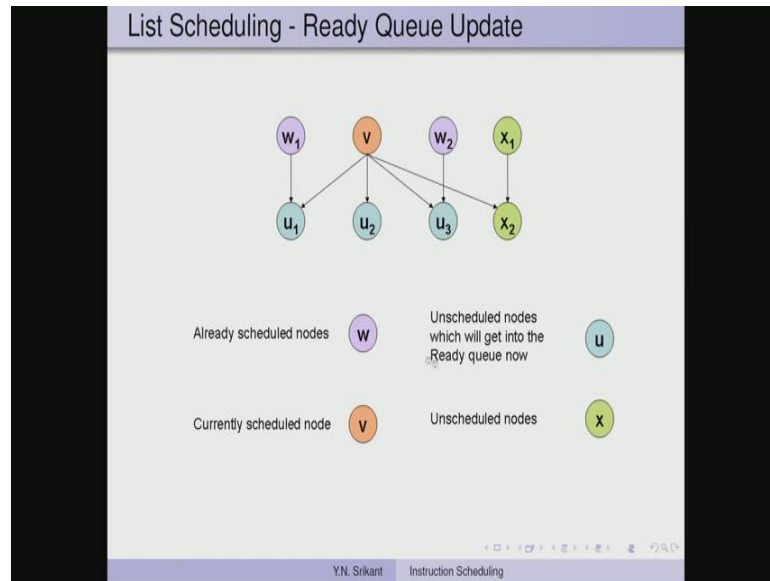 List Scheduling - Ready Queue Update
w1 v w2 x1
u1 u2 u3 x2
Already scheduled nodes w
Unscheduled nodes
which will get into the
Ready queue now
u
Currently scheduled node v
Unscheduled nodes x
Y.N. Srikant Instruction Scheduling